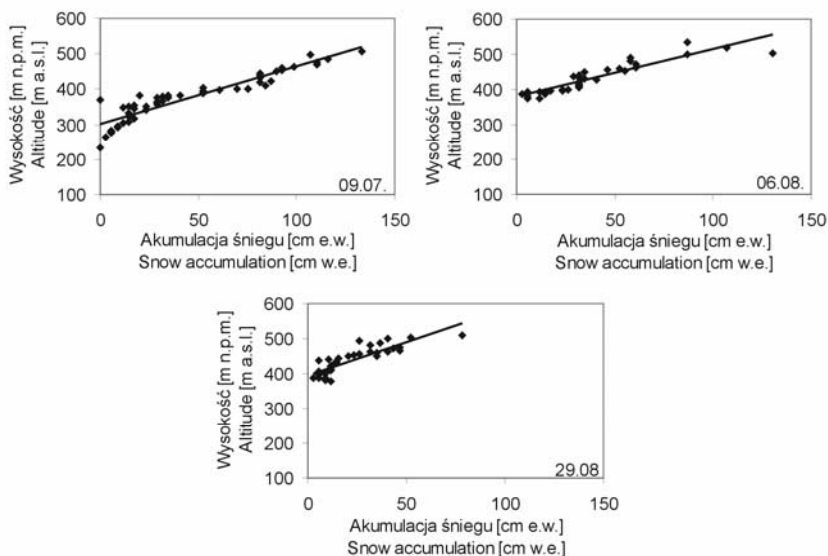 Wysokość [m n.p.m.]
Altitude [m a.s.l.]
600
500
400
300
200
100
0
50
100
150
09.07.
Akumulacja śniegu [cm e.w.]
Snow accumulation [cm w.e.]
Wysokość [m n.p.m.]
Altitude [m a.s.l.]
600
500
400
300
200
100
0
50
100
150
06.08.
Akumulacja śniegu [cm e.w.]
Snow accumulation [cm w.e.]
Wysokość [m n.p.m.]
Altitude [m a.s.l.]
600
500
400
300
200
100
0
50
100
150
29.08
Akumulacja śniegu [cm e.w.]
Snow accumulation [cm w.e.]